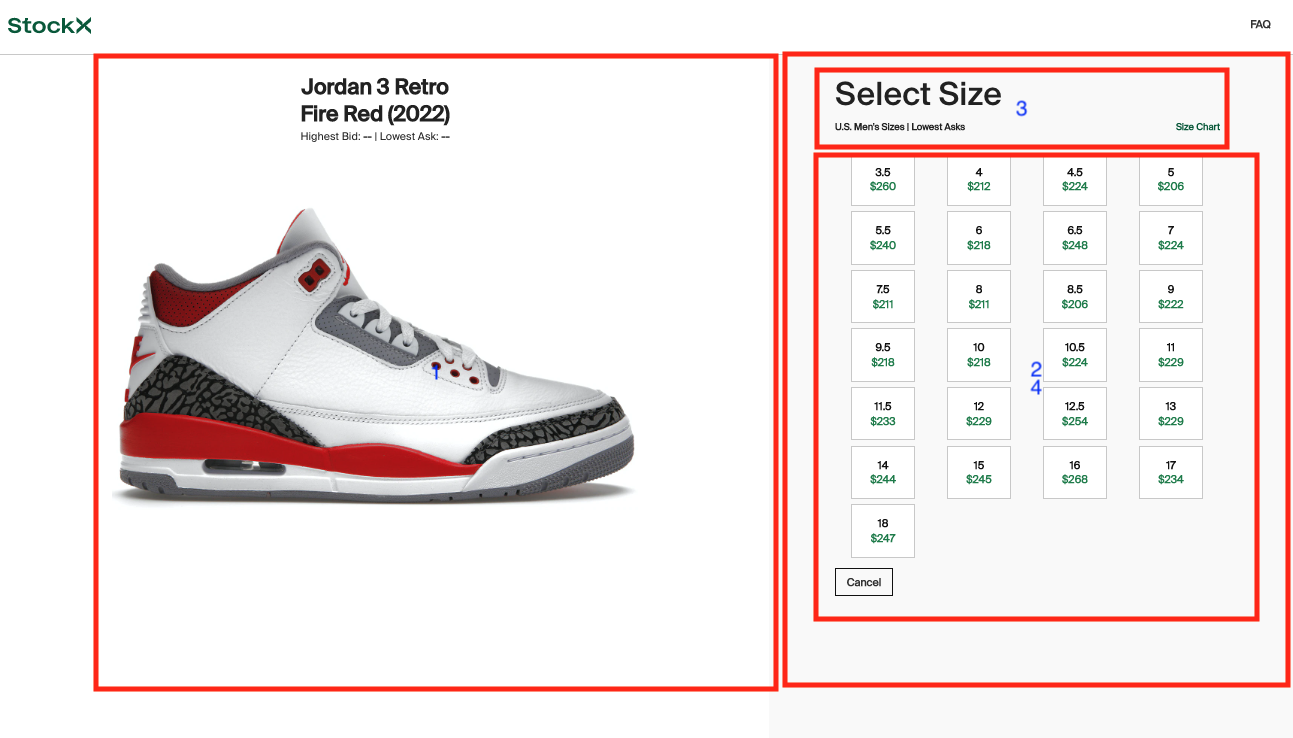 StockX
FAQ
Jordan 3 Retro
Fire Red (2022)
Highest Bid: -- | Lowest Ask: --
1
Select Size
3
U.S. Men's Sizes | Lowest Asks
Size Chart
3.5 4 4.5 5
$260 $212 $224 $206
5.5 6 6.5 7
$240 $218 $248 $224
7.5 8 8.5 9
$211 $211 $206 $222
9.5 10 10.5 11
$218 $218 $224 $229
2
4
11.5 12 12.5 13
$233 $229 $254 $229
14 15 16 17
$244 $245 $268 $234
18
$247
Cancel